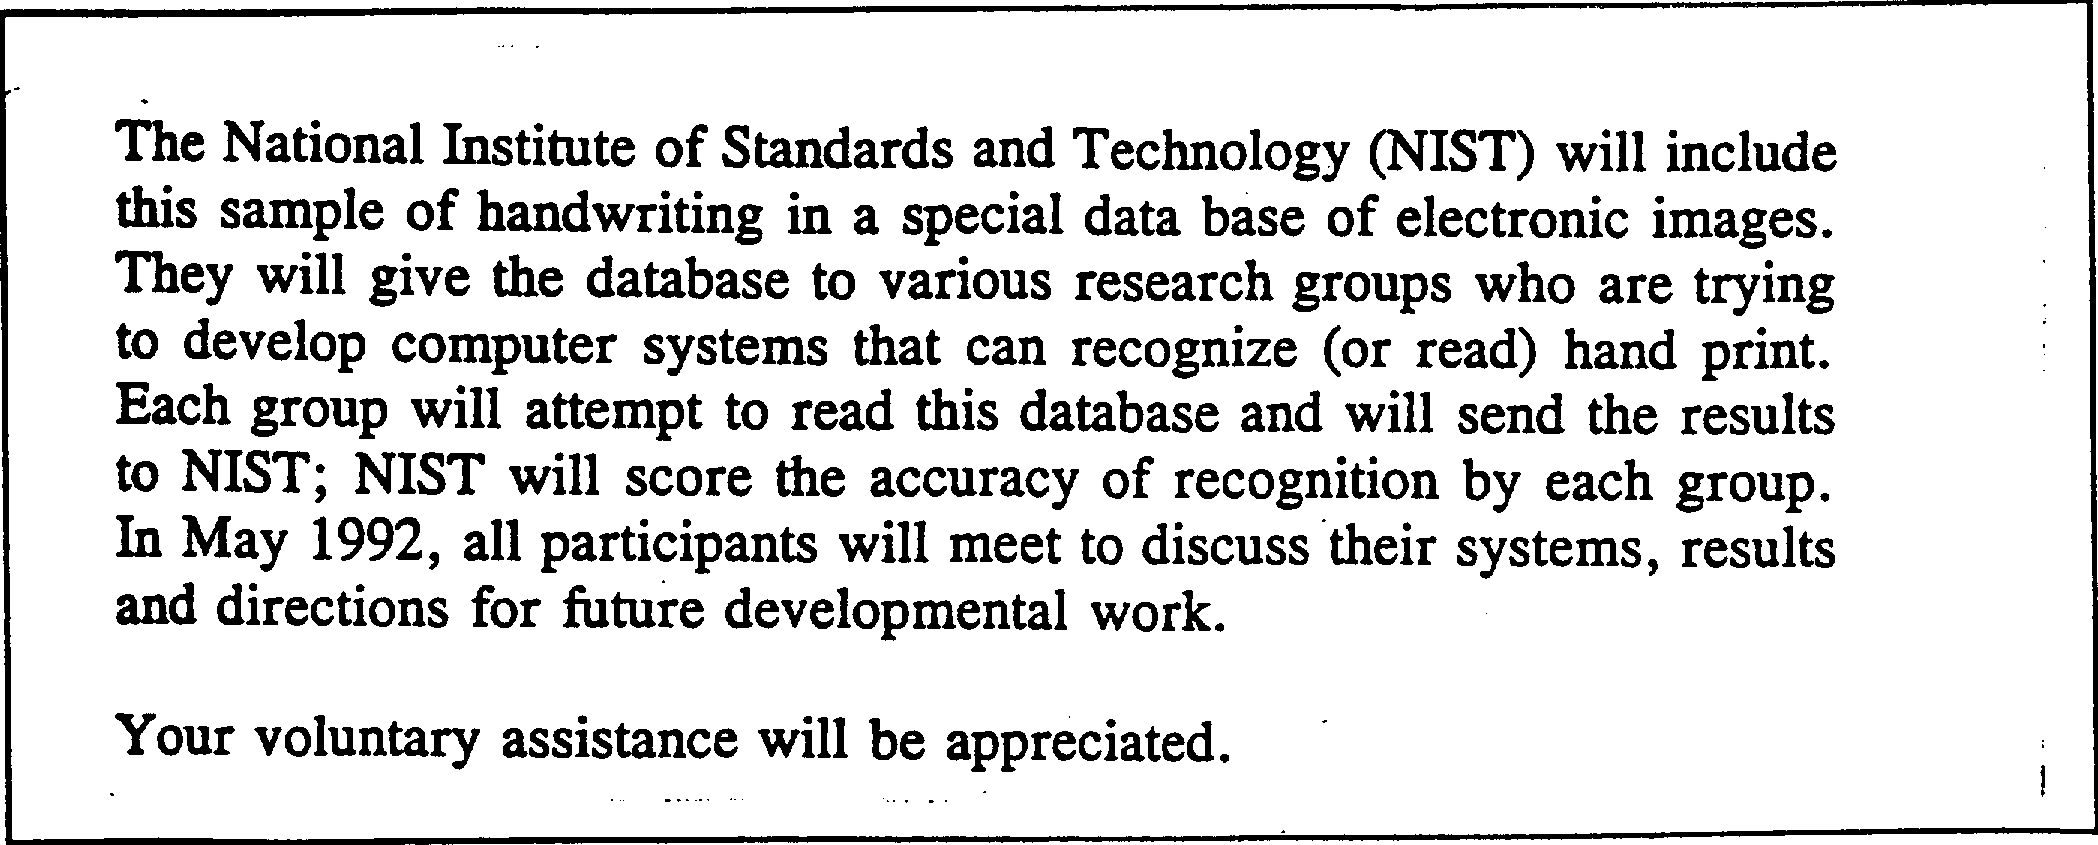 The National Institute of Standards and Technology (NIST) will include
this sample of handwriting in a special data base of electronic images.
They will give the database to various research groups who are trying
to develop computer systems that can recognize (or read) hand print.
Each group will attempt to read this database and will send the results
to NIST; NIST will score the accuracy of recognition by each group.
In May 1992, all participants will meet to discuss their systems, results
and directions for future developmental work.
Your voluntary assistance will be appreciated.